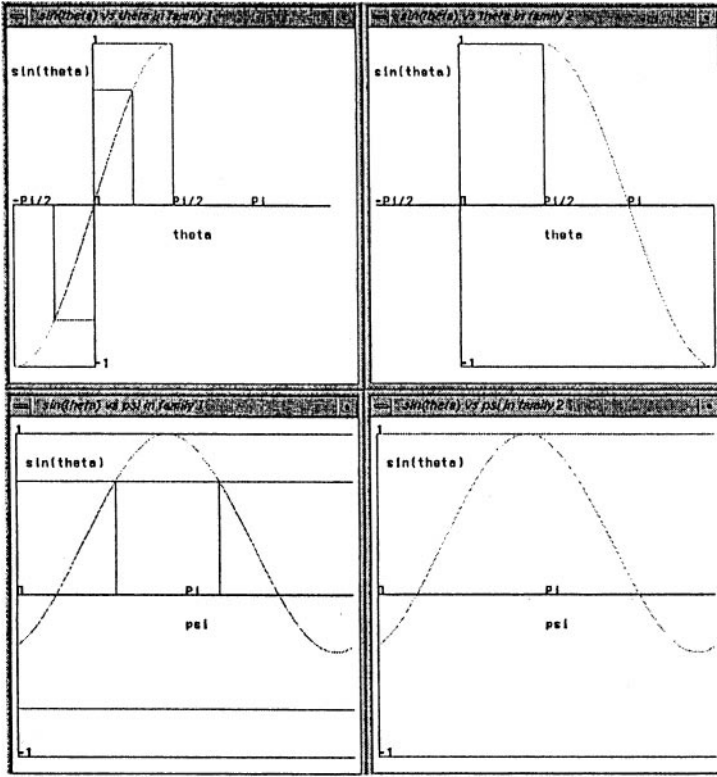 sin(theta) vs theta in family 1
1
sin(theta)
-Pi/2
0
Pi/2
Pi
theta
-1
sin(theta) vs theta in family 2
1
sin(theta)
-Pi/2
0
Pi/2
Pi
theta
-1
sin(theta) vs psi in family 1
1
sin(theta)
0
Pi
psi
-1
sin(theta) vs psi in family 2
1
sin(theta)
0
Pi
psi
-1